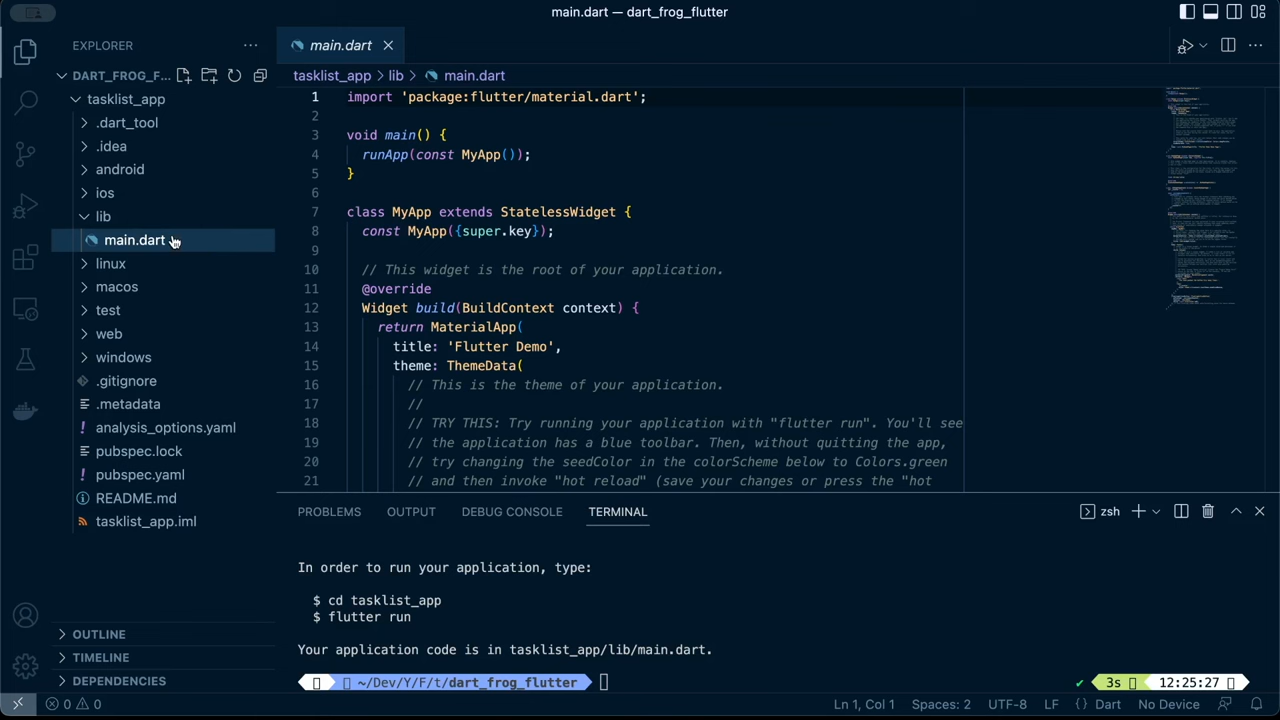 main.dart — dart_frog_flutter
EXPLORER
DART_FROG_F...
tasklist_app
.dart_tool
.idea
android
ios
lib
main.dart
linux
macos
test
web
windows
.gitignore
.metadata
analysis_options.yaml
pubspec.lock
pubspec.yaml
README.md
tasklist_app.iml
OUTLINE
TIMELINE
DEPENDENCIES
main.dart
tasklist_app > lib > main.dart
1 import 'package:flutter/material.dart';
2
3 void main() {
4 runApp(const MyApp());
5 }
6
7 class MyApp extends StatelessWidget {
8 const MyApp({super.key});
9
10 // This widget is the root of your application.
11 @override
12 Widget build(BuildContext context) {
13 return MaterialApp(
14 title: 'Flutter Demo',
15 theme: ThemeData(
16 // This is the theme of your application.
17 //
18 // TRY THIS: Try running your application with "flutter run". You'll see
19 // the application has a blue toolbar. Then, without quitting the app,
20 // try changing the seedColor in the colorScheme below to Colors.green
21 // and then invoke "hot reload" (save your changes or press the "hot
PROBLEMS OUTPUT DEBUG CONSOLE TERMINAL zsh
In order to run your application, type:
$ cd tasklist_app
$ flutter run
Your application code is in tasklist_app/lib/main.dart.
~/Dev/Y/F/t/dart_frog_flutter 3s 12:25:27
0 0 Ln 1, Col 1 Spaces: 2 UTF-8 LF {} Dart No Device